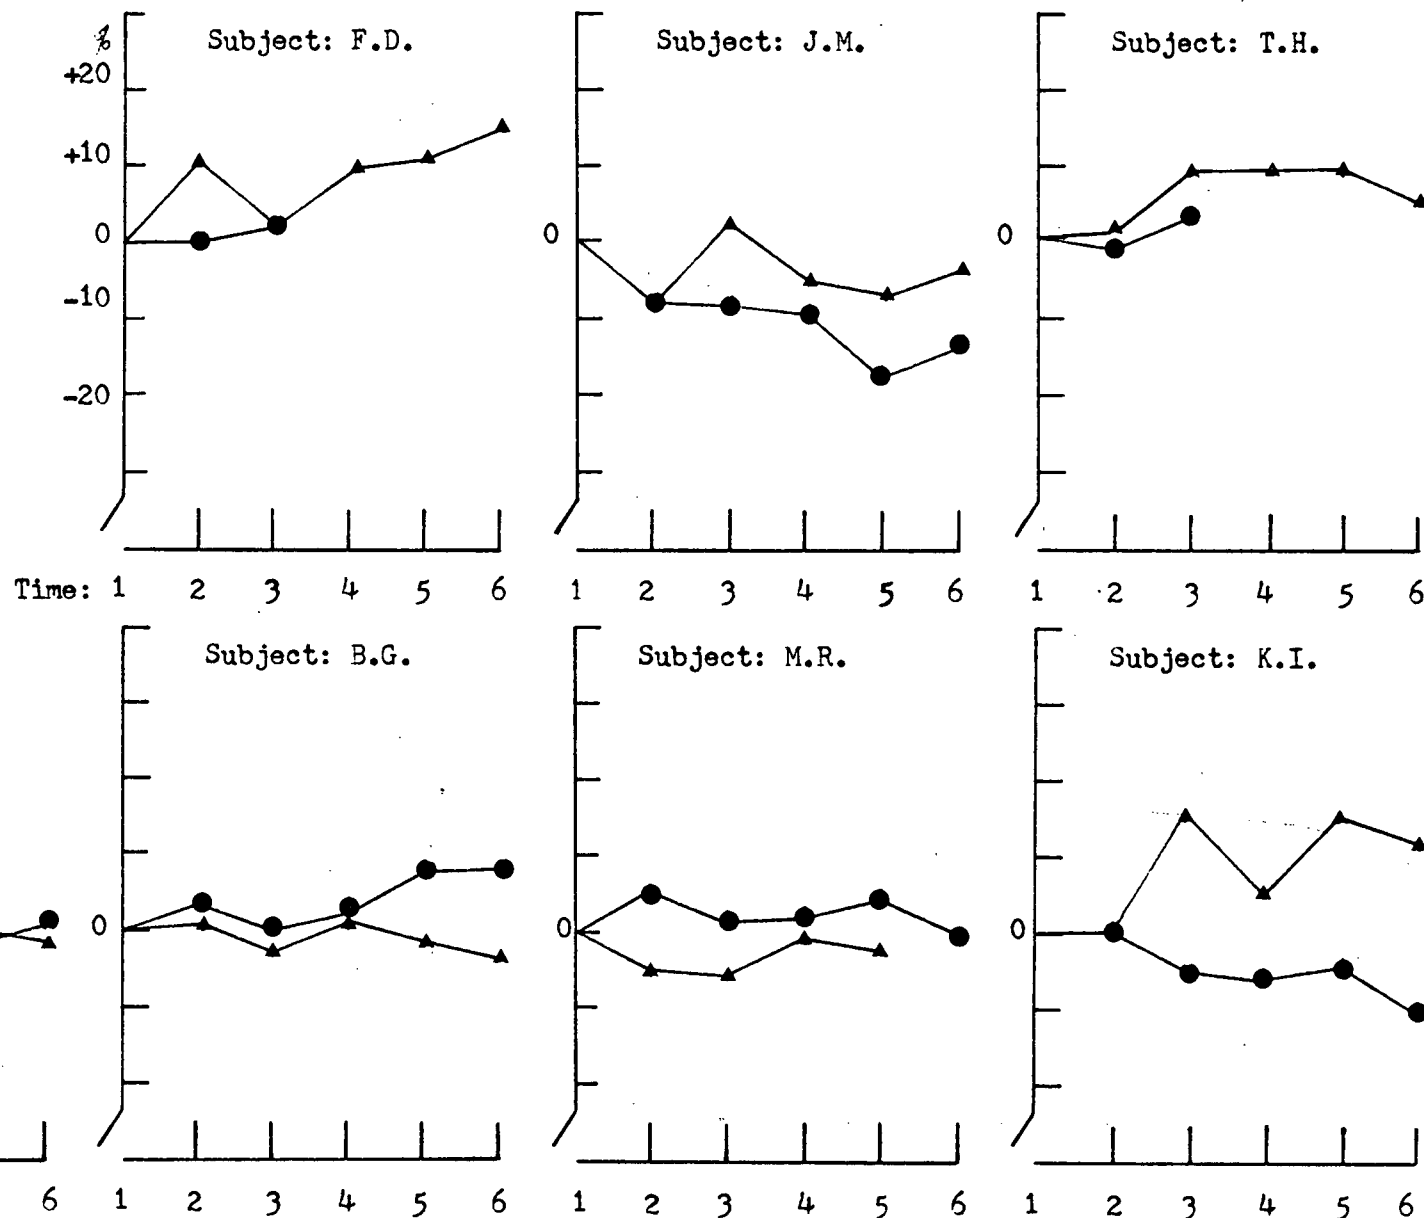 %
Subject: F.D.
Subject: J.M.
Subject: T.H.
+20
+10
0
0
0
-10
-20
Time: 1 2 3 4 5 6
1 2 3 4 5 6
1 2 3 4 5 6
Subject: B.G.
Subject: M.R.
Subject: K.I.
0
0
0
6
1 2 3 4 5 6
1 2 3 4 5 6
1 2 3 4 5 6